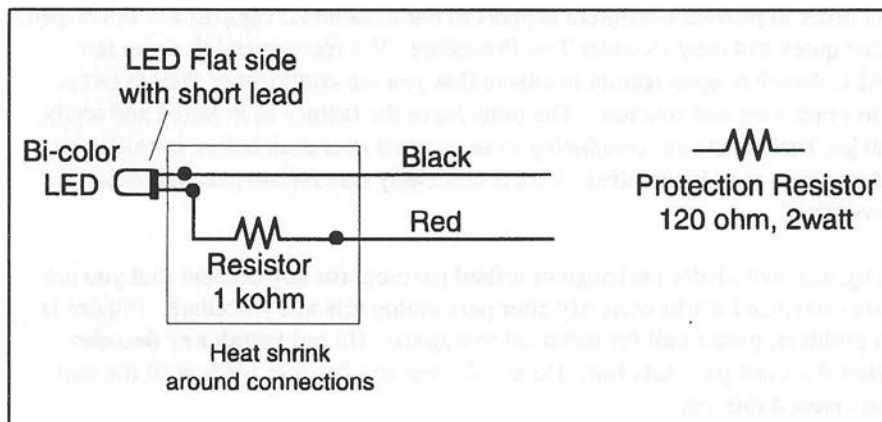 LED Flat side
with short lead
Bi-color
LED
Black
Red
Resistor
1 kohm
Heat shrink
around connections
Protection Resistor
120 ohm, 2watt